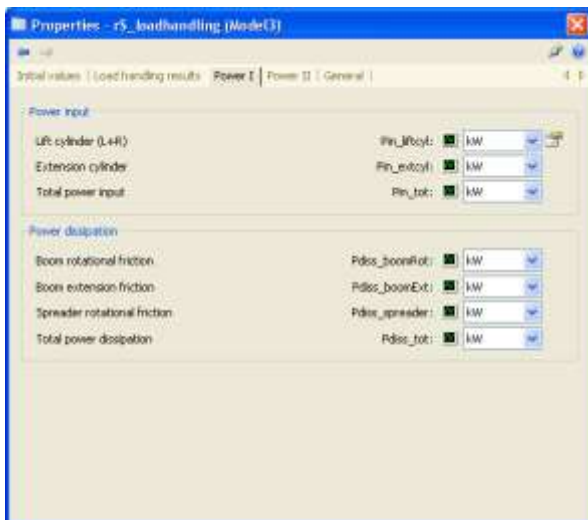 Properties - r5_loadhandling (Model3)
Initial values | Load handling results Power I | Power II | General |
Power input
Lift cylinder (L+R) Pin_liftcyl: kW
Extension cylinder Pin_extcyl: kW
Total power input Pin_tot: kW
Power dissipation
Boom rotational friction Pdiss_boomRot: kW
Boom extension friction Pdiss_boomExt: kW
Spreader rotational friction Pdiss_spreader: kW
Total power dissipation Pdiss_tot: kW